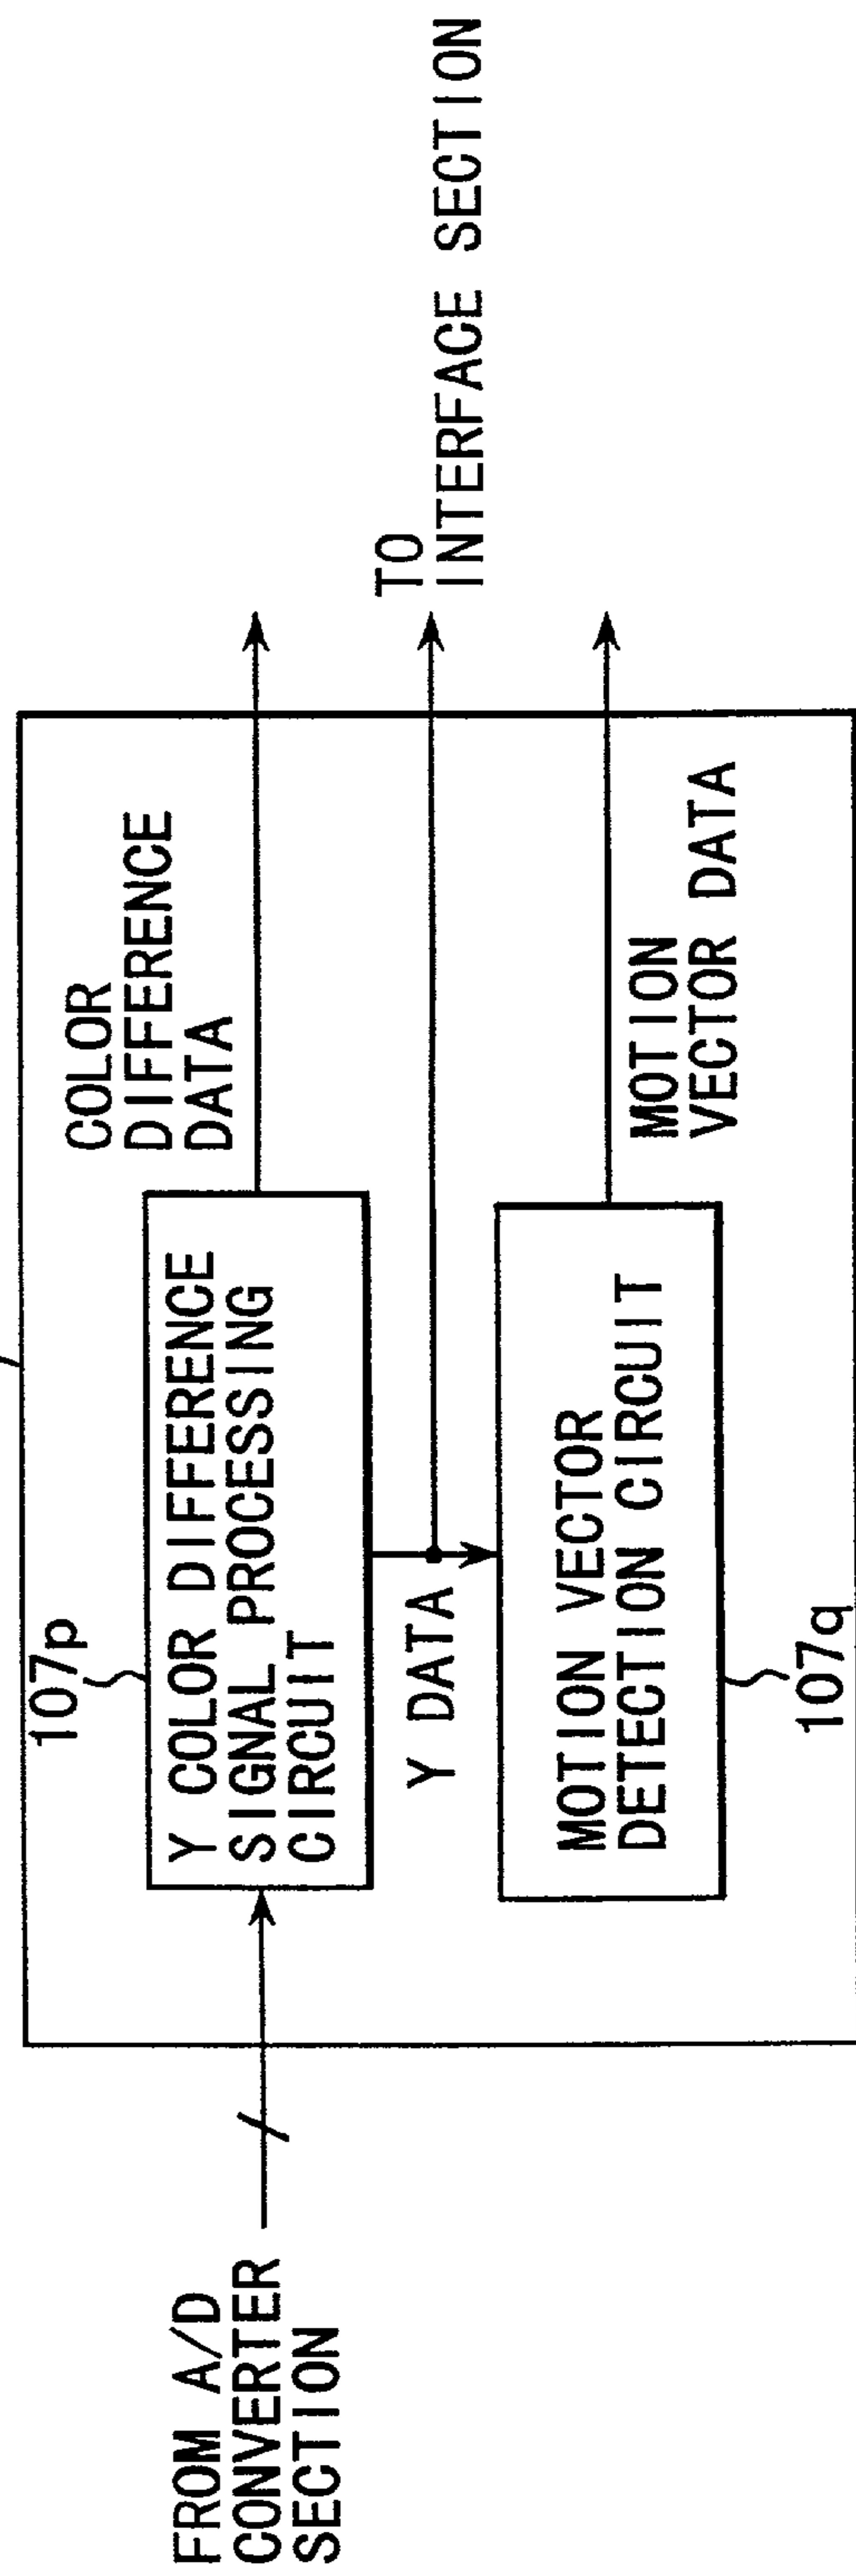 FROM A/D
CONVERTER
SECTION
107p
Y COLOR DIFFERENCE
SIGNAL PROCESSING
CIRCUIT
COLOR
DIFFERENCE
DATA
Y DATA
MOTION VECTOR
DETECTION CIRCUIT
107q
MOTION
VECTOR DATA
TO
INTERFACE SECTION